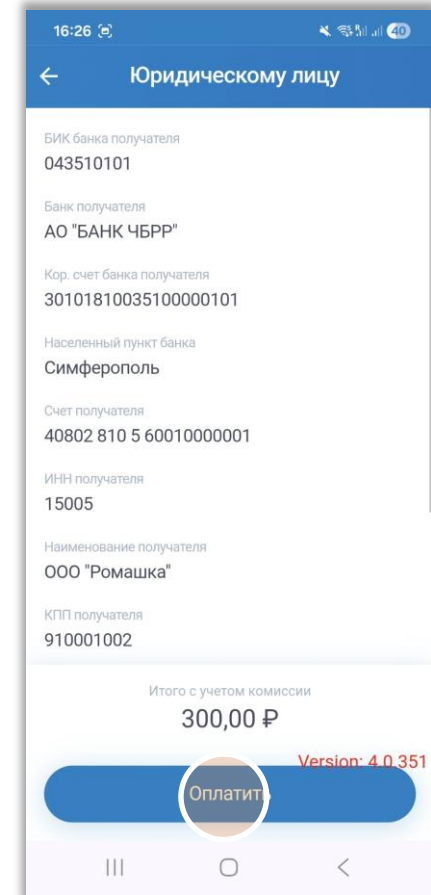 16:26
40
Юридическому лицу
БИК банка получателя
043510101
Банк получателя
АО "БАНК ЧБРР"
Кор. счет банка получателя
30101810035100000101
Населенный пункт банка
Симферополь
Счет получателя
40802 810 5 60010000001
ИНН получателя
15005
Наименование получателя
ООО "Ромашка"
КПП получателя
910001002
Итого с учетом комиссии
300,00 ₽
Version: 4.0.351
Оплатить